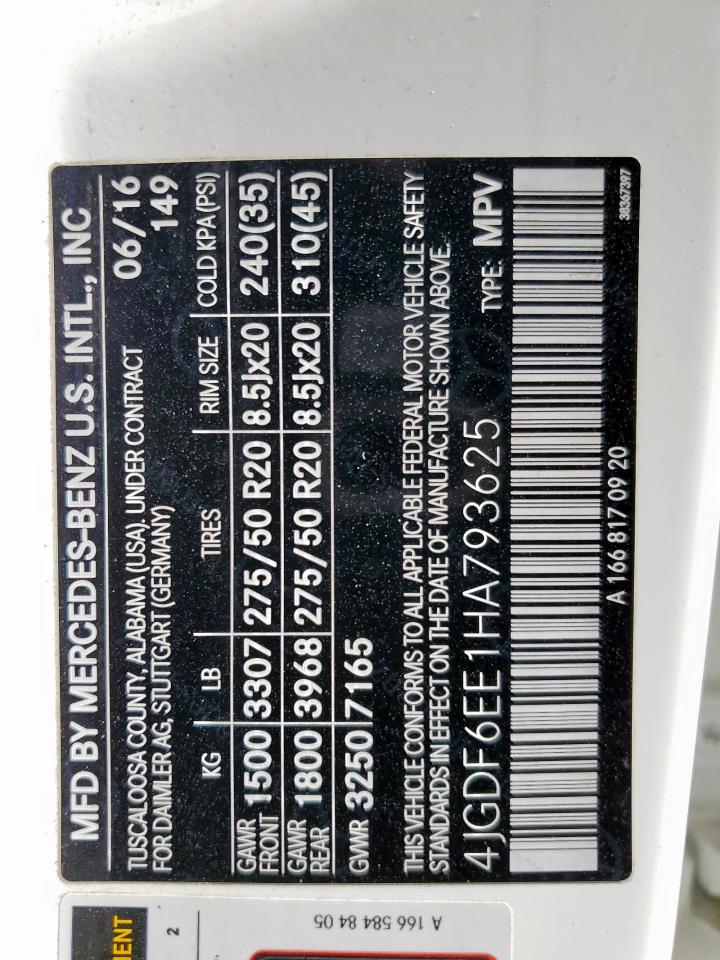 MFD BY MERCEDES-BENZ U.S. INTL., INC
TUSCALOOSA COUNTY, ALABAMA (USA). UNDER CONTRACT 06/16
FOR DAIMLER AG, STUTTGART (GERMANY) 149
KG LB TIRES RIM SIZE COLD KPA (PSI)
GAWR FRONT 1500 3307 275/50 R20 8.5Jx20 240(35)
GAWR REAR 1800 3968 275/50 R20 8.5Jx20 310(45)
GVWR 3250 7165
THIS VEHICLE CONFORMS TO ALL APPLICABLE FEDERAL MOTOR VEHICLE SAFETY
STANDARDS IN EFFECT ON THE DATE OF MANUFACTURE SHOWN ABOVE.
4JGDF6EE1HA793625 TYPE: MPV
A 166 817 09 20
38367397
2
A 166 584 84 05